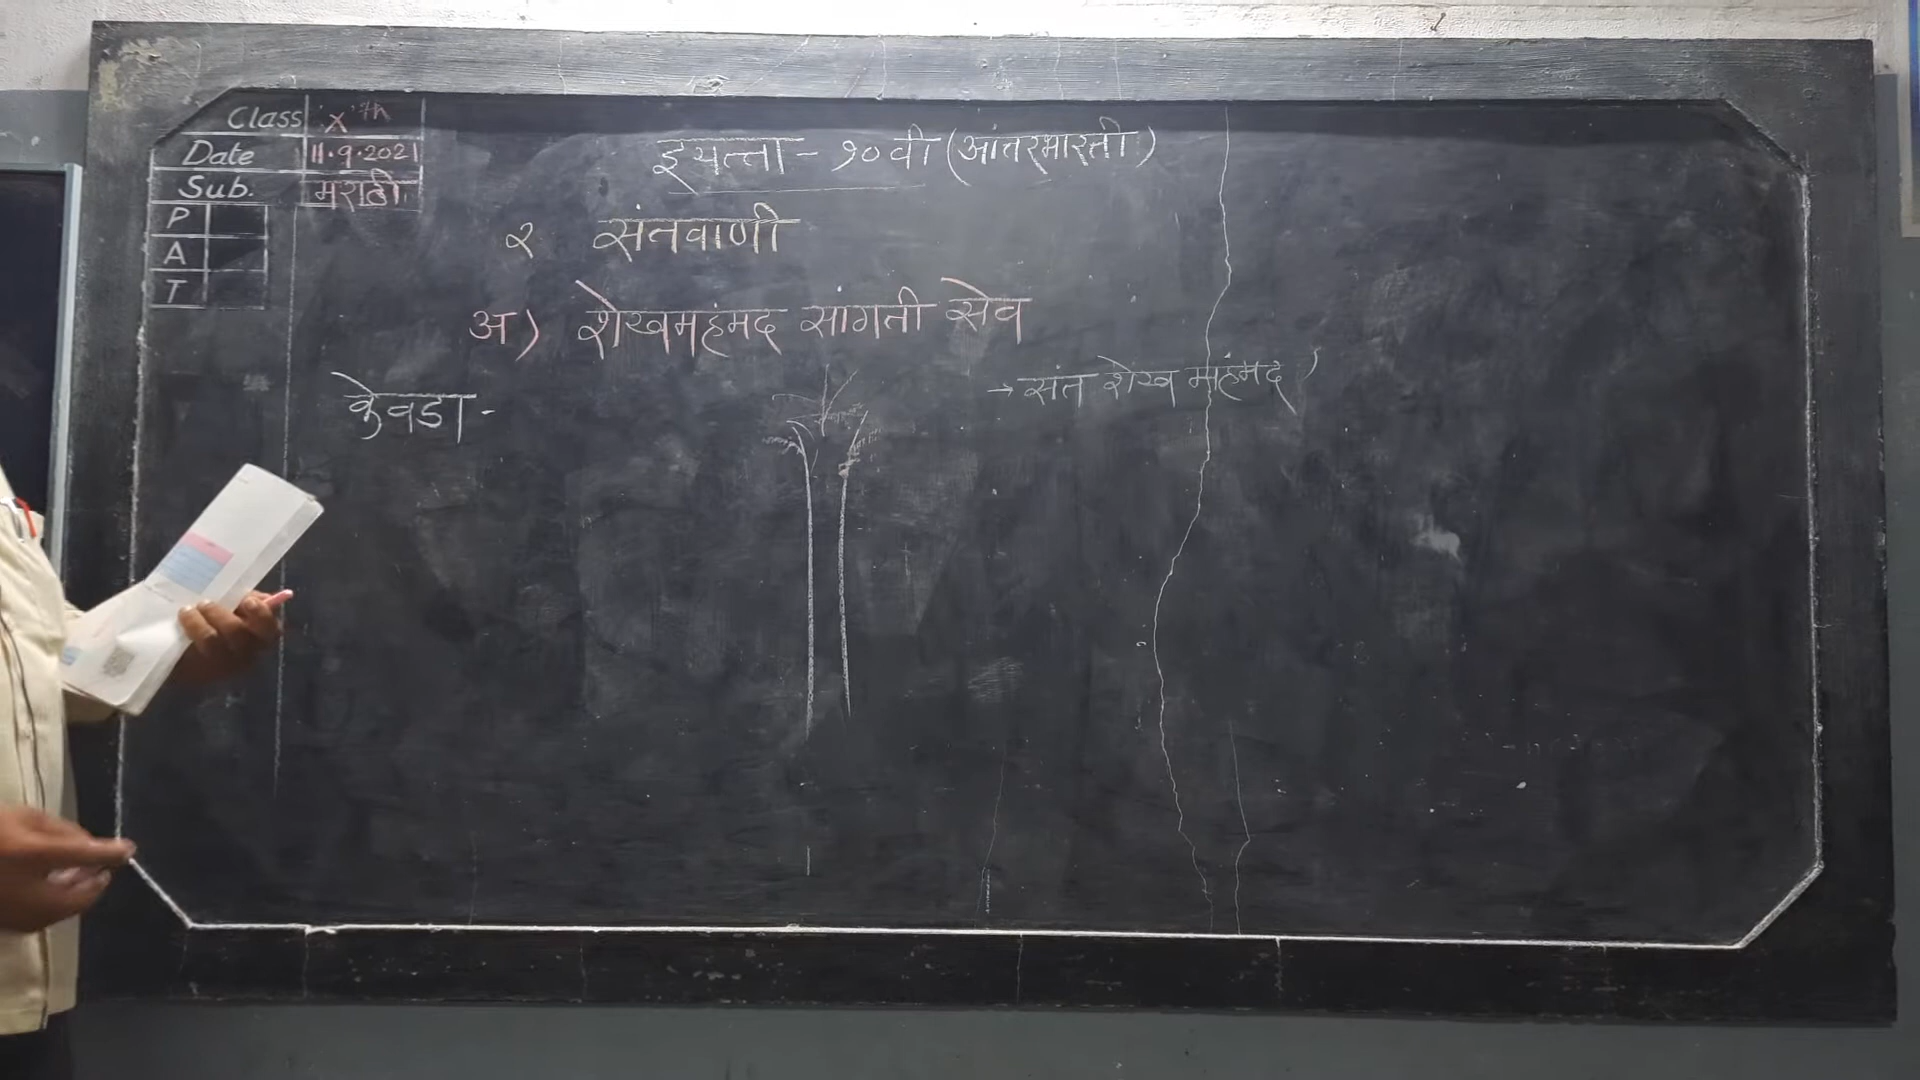 Class X th
Date 11.9.2021
Sub. मराठी.
P
A
T
इयत्ता - १०वी (आंतरभारती)
२ संतवाणी
अ) शेखमहंमद सांगती सेव
→ संत शेख महंमद
केवडा -